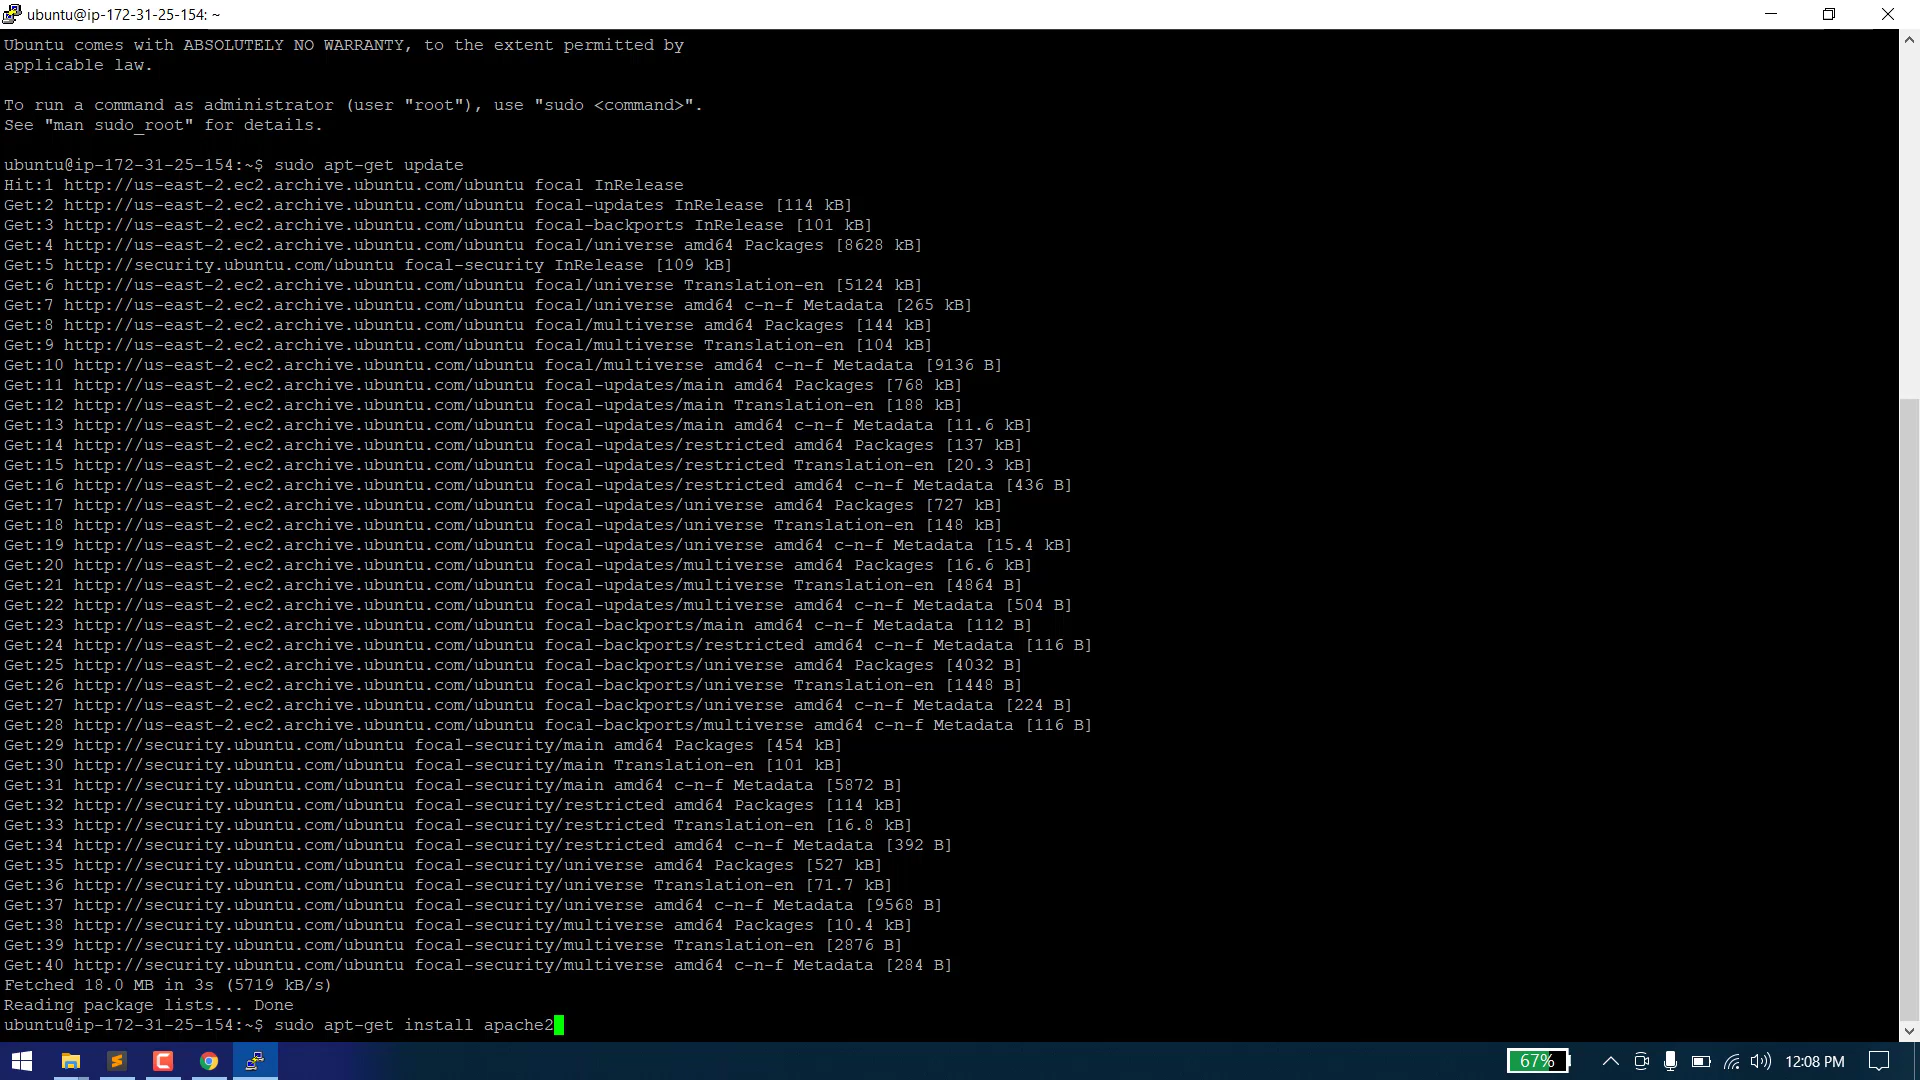 ubuntu@ip-172-31-25-154: ~
Ubuntu comes with ABSOLUTELY NO WARRANTY, to the extent permitted by
applicable law.
To run a command as administrator (user "root"), use "sudo <command>".
See "man sudo_root" for details.
ubuntu@ip-172-31-25-154:~$ sudo apt-get update
Hit:1 http://us-east-2.ec2.archive.ubuntu.com/ubuntu focal InRelease
Get:2 http://us-east-2.ec2.archive.ubuntu.com/ubuntu focal-updates InRelease [114 kB]
Get:3 http://us-east-2.ec2.archive.ubuntu.com/ubuntu focal-backports InRelease [101 kB]
Get:4 http://us-east-2.ec2.archive.ubuntu.com/ubuntu focal/universe amd64 Packages [8628 kB]
Get:5 http://security.ubuntu.com/ubuntu focal-security InRelease [109 kB]
Get:6 http://us-east-2.ec2.archive.ubuntu.com/ubuntu focal/universe Translation-en [5124 kB]
Get:7 http://us-east-2.ec2.archive.ubuntu.com/ubuntu focal/universe amd64 c-n-f Metadata [265 kB]
Get:8 http://us-east-2.ec2.archive.ubuntu.com/ubuntu focal/multiverse amd64 Packages [144 kB]
Get:9 http://us-east-2.ec2.archive.ubuntu.com/ubuntu focal/multiverse Translation-en [104 kB]
Get:10 http://us-east-2.ec2.archive.ubuntu.com/ubuntu focal/multiverse amd64 c-n-f Metadata [9136 B]
Get:11 http://us-east-2.ec2.archive.ubuntu.com/ubuntu focal-updates/main amd64 Packages [768 kB]
Get:12 http://us-east-2.ec2.archive.ubuntu.com/ubuntu focal-updates/main Translation-en [188 kB]
Get:13 http://us-east-2.ec2.archive.ubuntu.com/ubuntu focal-updates/main amd64 c-n-f Metadata [11.6 kB]
Get:14 http://us-east-2.ec2.archive.ubuntu.com/ubuntu focal-updates/restricted amd64 Packages [137 kB]
Get:15 http://us-east-2.ec2.archive.ubuntu.com/ubuntu focal-updates/restricted Translation-en [20.3 kB]
Get:16 http://us-east-2.ec2.archive.ubuntu.com/ubuntu focal-updates/restricted amd64 c-n-f Metadata [436 B]
Get:17 http://us-east-2.ec2.archive.ubuntu.com/ubuntu focal-updates/universe amd64 Packages [727 kB]
Get:18 http://us-east-2.ec2.archive.ubuntu.com/ubuntu focal-updates/universe Translation-en [148 kB]
Get:19 http://us-east-2.ec2.archive.ubuntu.com/ubuntu focal-updates/universe amd64 c-n-f Metadata [15.4 kB]
Get:20 http://us-east-2.ec2.archive.ubuntu.com/ubuntu focal-updates/multiverse amd64 Packages [16.6 kB]
Get:21 http://us-east-2.ec2.archive.ubuntu.com/ubuntu focal-updates/multiverse Translation-en [4864 B]
Get:22 http://us-east-2.ec2.archive.ubuntu.com/ubuntu focal-updates/multiverse amd64 c-n-f Metadata [504 B]
Get:23 http://us-east-2.ec2.archive.ubuntu.com/ubuntu focal-backports/main amd64 c-n-f Metadata [112 B]
Get:24 http://us-east-2.ec2.archive.ubuntu.com/ubuntu focal-backports/restricted amd64 c-n-f Metadata [116 B]
Get:25 http://us-east-2.ec2.archive.ubuntu.com/ubuntu focal-backports/universe amd64 Packages [4032 B]
Get:26 http://us-east-2.ec2.archive.ubuntu.com/ubuntu focal-backports/universe Translation-en [1448 B]
Get:27 http://us-east-2.ec2.archive.ubuntu.com/ubuntu focal-backports/universe amd64 c-n-f Metadata [224 B]
Get:28 http://us-east-2.ec2.archive.ubuntu.com/ubuntu focal-backports/multiverse amd64 c-n-f Metadata [116 B]
Get:29 http://security.ubuntu.com/ubuntu focal-security/main amd64 Packages [454 kB]
Get:30 http://security.ubuntu.com/ubuntu focal-security/main Translation-en [101 kB]
Get:31 http://security.ubuntu.com/ubuntu focal-security/main amd64 c-n-f Metadata [5872 B]
Get:32 http://security.ubuntu.com/ubuntu focal-security/restricted amd64 Packages [114 kB]
Get:33 http://security.ubuntu.com/ubuntu focal-security/restricted Translation-en [16.8 kB]
Get:34 http://security.ubuntu.com/ubuntu focal-security/restricted amd64 c-n-f Metadata [392 B]
Get:35 http://security.ubuntu.com/ubuntu focal-security/universe amd64 Packages [527 kB]
Get:36 http://security.ubuntu.com/ubuntu focal-security/universe Translation-en [71.7 kB]
Get:37 http://security.ubuntu.com/ubuntu focal-security/universe amd64 c-n-f Metadata [9568 B]
Get:38 http://security.ubuntu.com/ubuntu focal-security/multiverse amd64 Packages [10.4 kB]
Get:39 http://security.ubuntu.com/ubuntu focal-security/multiverse Translation-en [2876 B]
Get:40 http://security.ubuntu.com/ubuntu focal-security/multiverse amd64 c-n-f Metadata [284 B]
Fetched 18.0 MB in 3s (5719 kB/s)
Reading package lists... Done
ubuntu@ip-172-31-25-154:~$ sudo apt-get install apache2
67%
12:08 PM